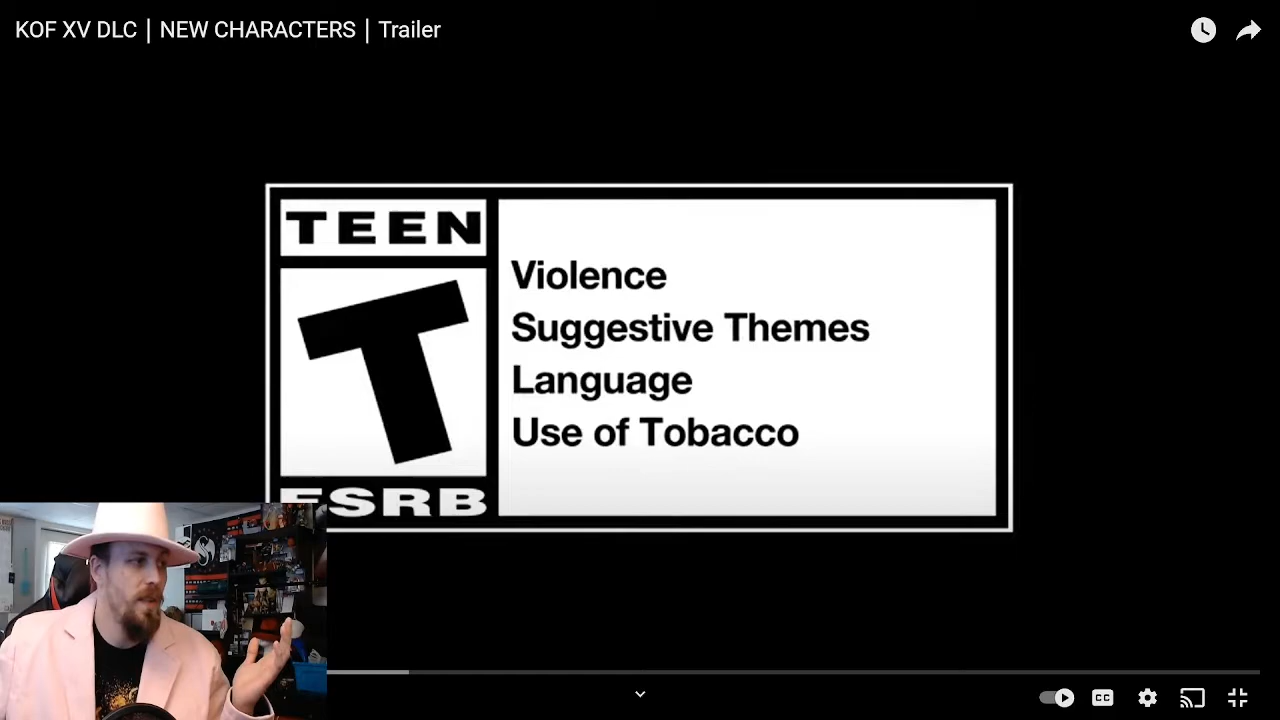 KOF XV DLC | NEW CHARACTERS | Trailer
TEEN
T
ESRB
Violence
Suggestive Themes
Language
Use of Tobacco
CC